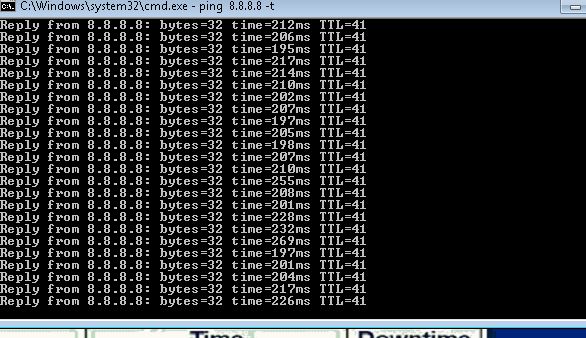 C:\Windows\system32\cmd.exe - ping  8.8.8.8 -t
Reply from 8.8.8.8: bytes=32 time=212ms TTL=41
Reply from 8.8.8.8: bytes=32 time=206ms TTL=41
Reply from 8.8.8.8: bytes=32 time=195ms TTL=41
Reply from 8.8.8.8: bytes=32 time=217ms TTL=41
Reply from 8.8.8.8: bytes=32 time=214ms TTL=41
Reply from 8.8.8.8: bytes=32 time=210ms TTL=41
Reply from 8.8.8.8: bytes=32 time=202ms TTL=41
Reply from 8.8.8.8: bytes=32 time=207ms TTL=41
Reply from 8.8.8.8: bytes=32 time=197ms TTL=41
Reply from 8.8.8.8: bytes=32 time=205ms TTL=41
Reply from 8.8.8.8: bytes=32 time=198ms TTL=41
Reply from 8.8.8.8: bytes=32 time=207ms TTL=41
Reply from 8.8.8.8: bytes=32 time=210ms TTL=41
Reply from 8.8.8.8: bytes=32 time=255ms TTL=41
Reply from 8.8.8.8: bytes=32 time=208ms TTL=41
Reply from 8.8.8.8: bytes=32 time=201ms TTL=41
Reply from 8.8.8.8: bytes=32 time=228ms TTL=41
Reply from 8.8.8.8: bytes=32 time=232ms TTL=41
Reply from 8.8.8.8: bytes=32 time=269ms TTL=41
Reply from 8.8.8.8: bytes=32 time=197ms TTL=41
Reply from 8.8.8.8: bytes=32 time=201ms TTL=41
Reply from 8.8.8.8: bytes=32 time=204ms TTL=41
Reply from 8.8.8.8: bytes=32 time=217ms TTL=41
Reply from 8.8.8.8: bytes=32 time=226ms TTL=41
Time Downtime